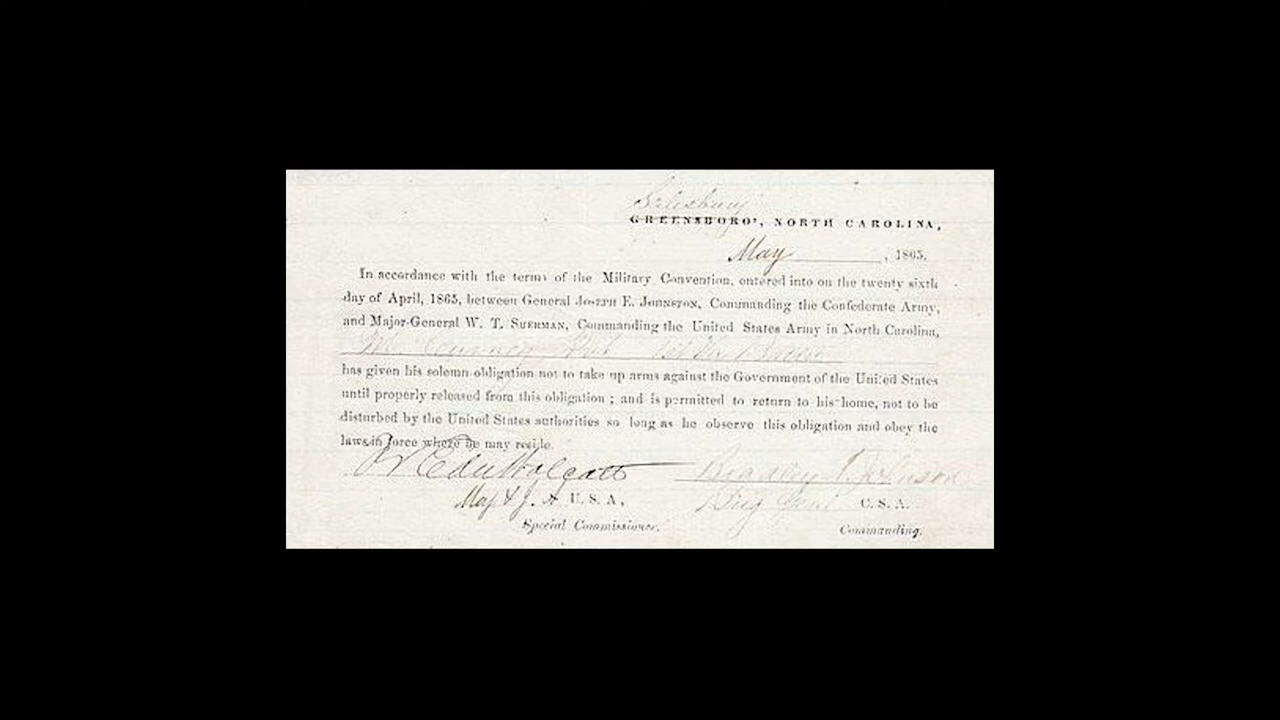 Salesbury
GREENSBORO', NORTH CAROLINA,
May , 1865.
In accordance with the terms of the Military Convention, entered into on the twenty sixth
day of April, 1865, between General JOSEPH E. JOHNSTON, Commanding the Confederate Army,
and Major-General W. T. SHERMAN, Commanding the United States Army in North Carolina,
has given his solemn obligation not to take up arms against the Government of the United States
until properly released from this obligation ; and is permitted to return to his home, not to be
disturbed by the United States authorities so long as he observe this obligation and obey the
laws in force where he may reside.
Bradley T Johnson
Maj & J. A U. S. A,
Brig Genl C. S. A.
Special Commissioner.
Commanding.